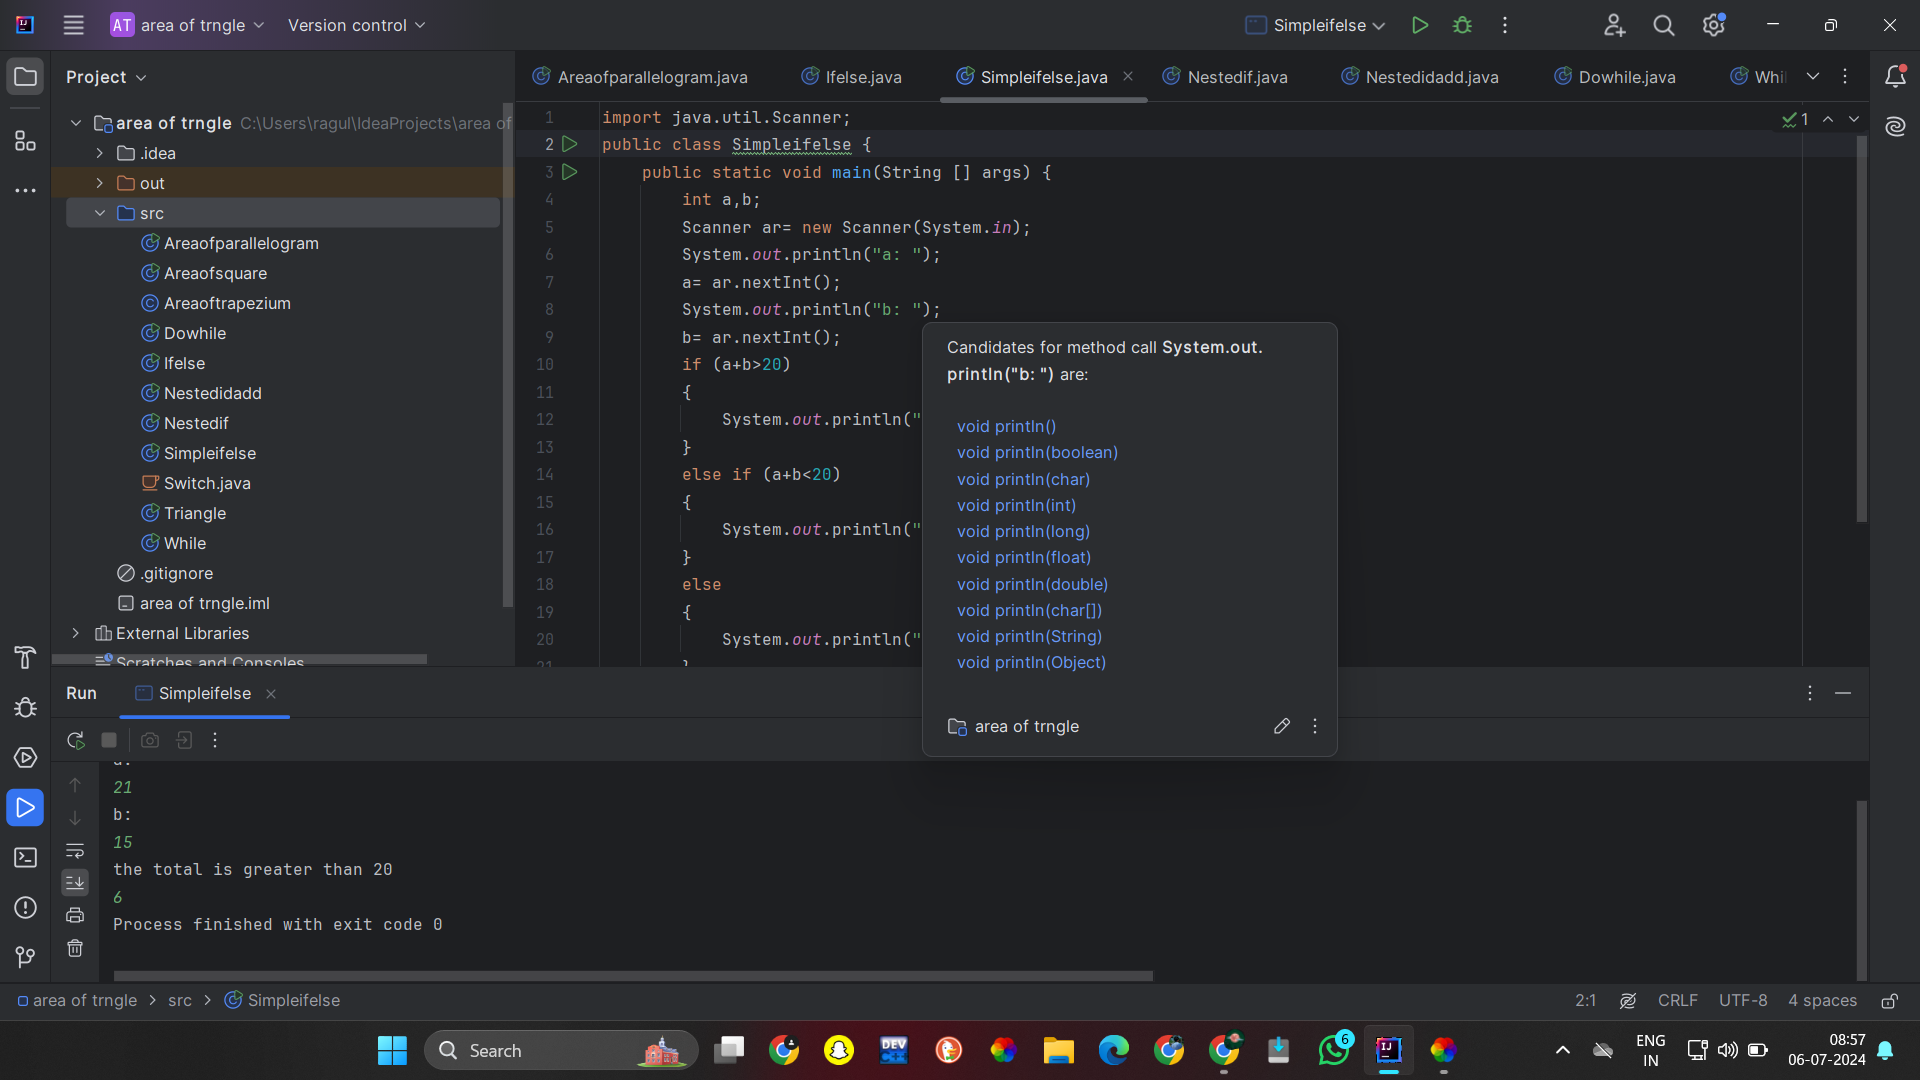 AT area of trngle
Version control
Simpleifelse
Project
Areaofparallelogram.java
Ifelse.java
Simpleifelse.java
Nestedif.java
Nestedidadd.java
Dowhile.java
Whi
area of trngle C:\Users\ragul\IdeaProjects\area of
.idea
out
src
Areaofparallelogram
Areaofsquare
Areaoftrapezium
Dowhile
Ifelse
Nestedidadd
Nestedif
Simpleifelse
Switch.java
Triangle
While
.gitignore
area of trngle.iml
External Libraries
Scratches and Consoles
1 import java.util.Scanner;
2 public class Simpleifelse {
3 public static void main(String [] args) {
4 int a,b;
5 Scanner ar= new Scanner(System.in);
6 System.out.println("a: ");
7 a= ar.nextInt();
8 System.out.println("b: ");
9 b= ar.nextInt();
10 if (a+b>20)
11 {
12 System.out.println("
13 }
14 else if (a+b<20)
15 {
16 System.out.println("
17 }
18 else
19 {
20 System.out.println("
21 }
1
Candidates for method call System.out.
println("b: ") are:
void println()
void println(boolean)
void println(char)
void println(int)
void println(long)
void println(float)
void println(double)
void println(char[])
void println(String)
void println(Object)
area of trngle
Run
Simpleifelse
a:
21
b:
15
the total is greater than 20
6
Process finished with exit code 0
area of trngle > src > Simpleifelse
2:1
CRLF
UTF-8
4 spaces
Search
DEV
C++
6
IJ
ENG
IN
08:57
06-07-2024